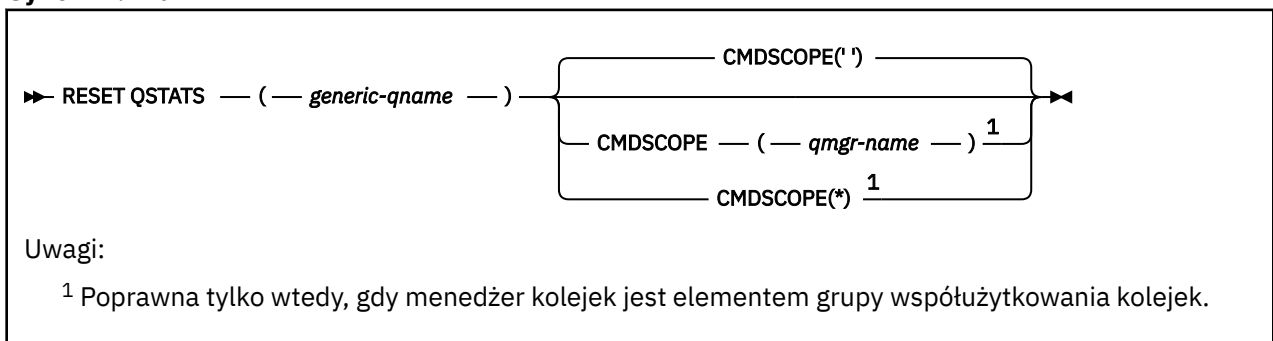 CMDSCOPE(' ')
RESET QSTATS ( generic-qname )
CMDSCOPE ( qmgr-name ) 1
CMDSCOPE(*) 1
Uwagi:
1 Poprawna tylko wtedy, gdy menedżer kolejek jest elementem grupy współużytkowania kolejek.